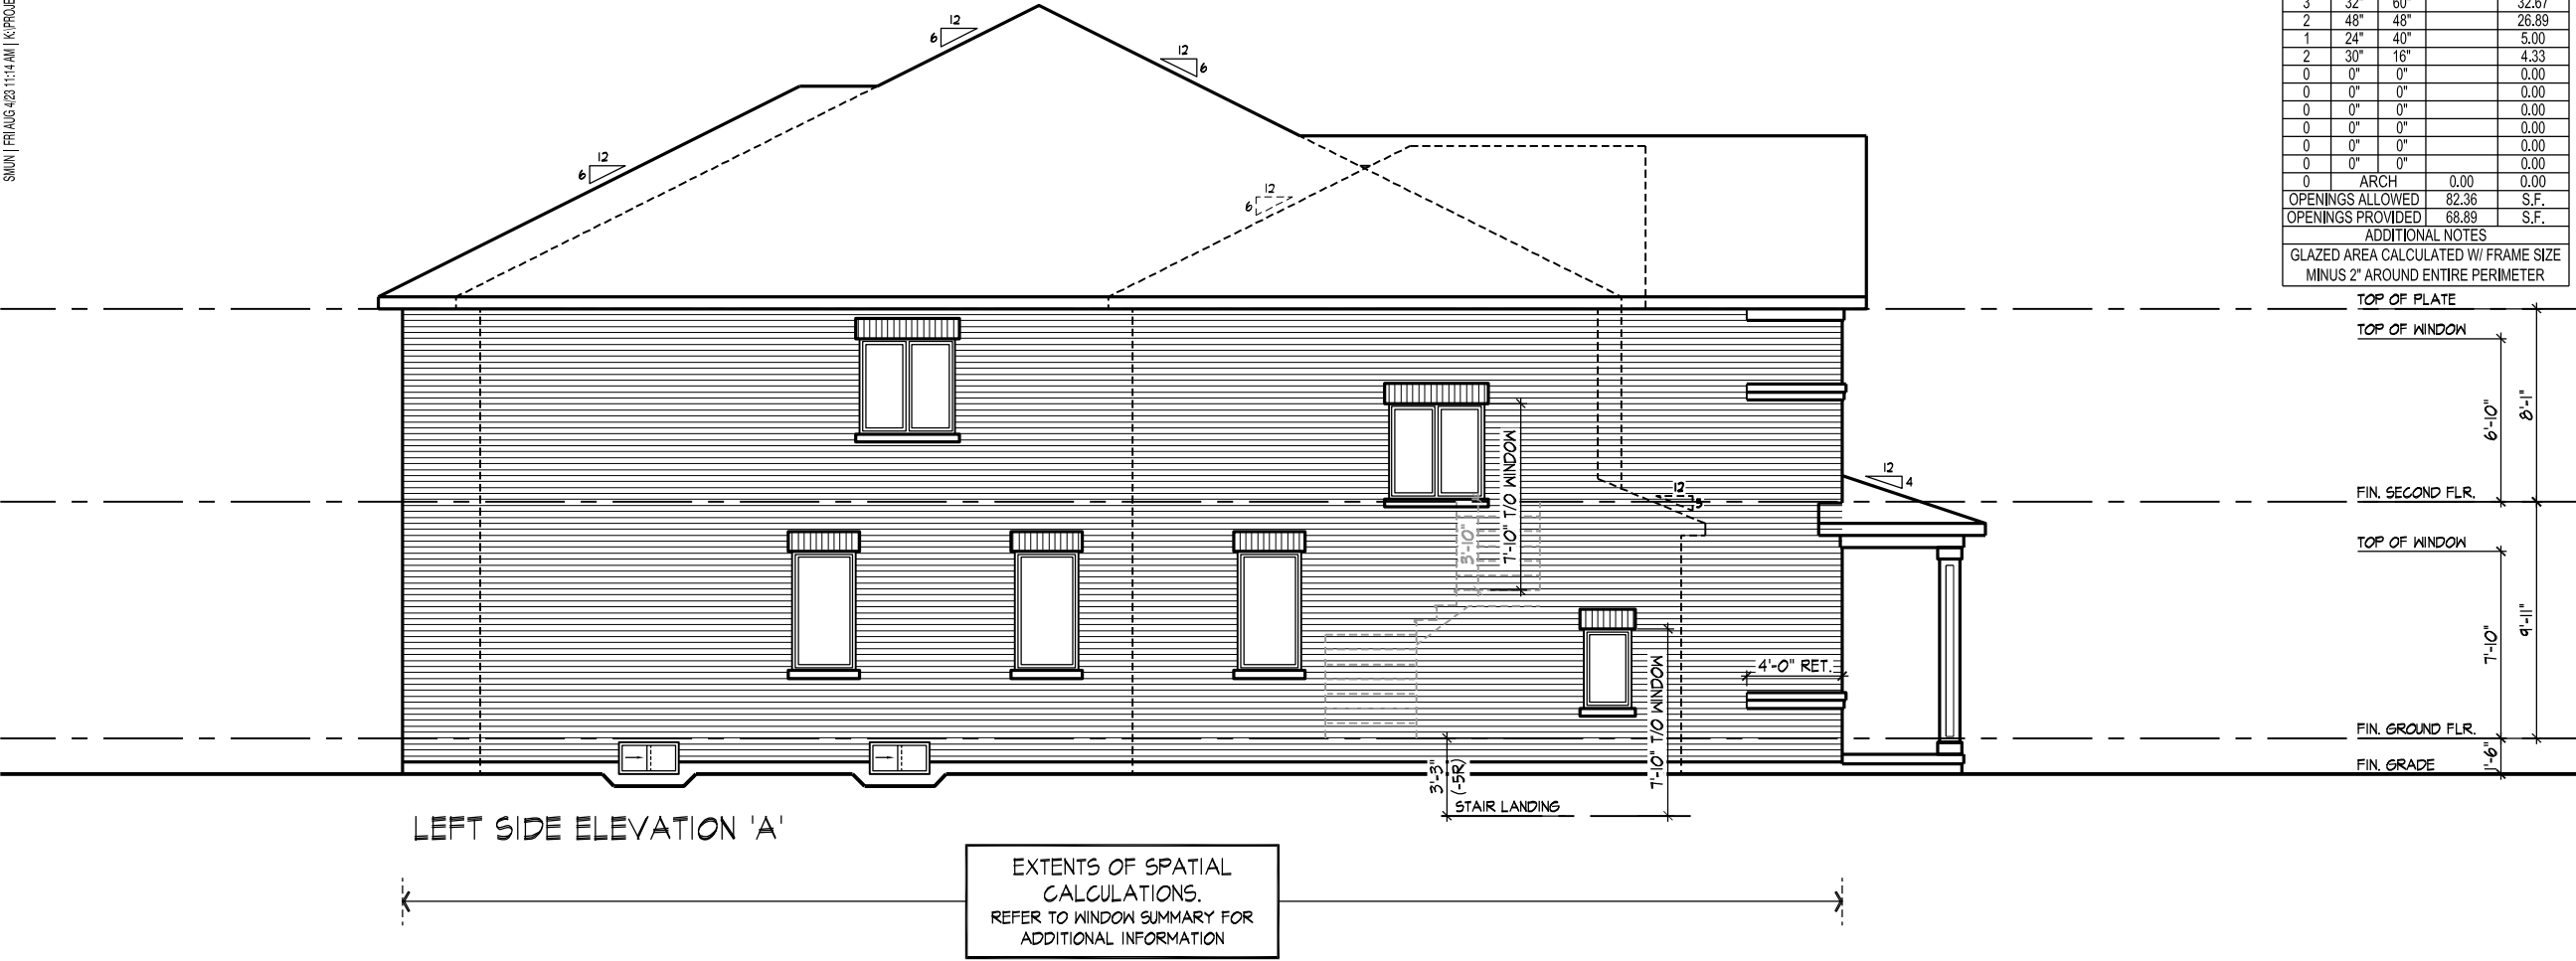 SMUN | FRI AUG 4/23 11:14 AM | K:\PROJE
3 32" 60" 32.67
2 48" 48" 26.89
1 24" 40" 5.00
2 30" 16" 4.33
0 0" 0" 0.00
0 0" 0" 0.00
0 0" 0" 0.00
0 0" 0" 0.00
0 0" 0" 0.00
0 0" 0" 0.00
0 ARCH 0.00 0.00
OPENINGS ALLOWED 82.36 S.F.
OPENINGS PROVIDED 68.89 S.F.
ADDITIONAL NOTES
GLAZED AREA CALCULATED W/ FRAME SIZE
MINUS 2" AROUND ENTIRE PERIMETER
12
6
12
6
12
6
12
6
TOP OF PLATE
TOP OF WINDOW
6'-10"
8'-1"
FIN. SECOND FLR.
TOP OF WINDOW
7'-10"
9'-11"
FIN. GROUND FLR.
1'-6"
FIN. GRADE
12
4
12
5
7'-10" T/O WINDOW
3'-10"
7'-10" T/O WINDOW
4'-0" RET.
3'-3"
(-5R)
STAIR LANDING
LEFT SIDE ELEVATION 'A'
EXTENTS OF SPATIAL
CALCULATIONS.
REFER TO WINDOW SUMMARY FOR
ADDITIONAL INFORMATION